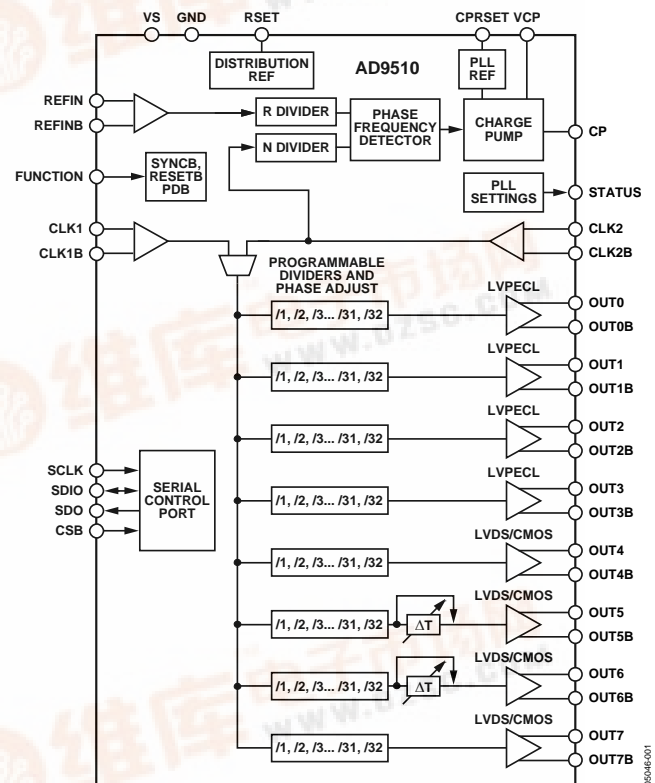 VS GND RSET CPRSET VCP
DISTRIBUTION
REF
AD9510
PLL
REF
REFIN
REFINB
R DIVIDER
N DIVIDER
PHASE
FREQUENCY
DETECTOR
CHARGE
PUMP
CP
FUNCTION
SYNCB,
RESETB
PDB
PLL
SETTINGS
STATUS
CLK1
CLK1B
CLK2
CLK2B
PROGRAMMABLE
DIVIDERS AND
PHASE ADJUST
LVPECL
/1, /2, /3... /31, /32
OUT0
OUT0B
LVPECL
/1, /2, /3... /31, /32
OUT1
OUT1B
LVPECL
/1, /2, /3... /31, /32
OUT2
OUT2B
SCLK
SDIO
SDO
CSB
SERIAL
CONTROL
PORT
LVPECL
/1, /2, /3... /31, /32
OUT3
OUT3B
LVDS/CMOS
/1, /2, /3... /31, /32
OUT4
OUT4B
LVDS/CMOS
/1, /2, /3... /31, /32
ΔT
OUT5
OUT5B
LVDS/CMOS
/1, /2, /3... /31, /32
ΔT
OUT6
OUT6B
LVDS/CMOS
/1, /2, /3... /31, /32
OUT7
OUT7B
05046-001